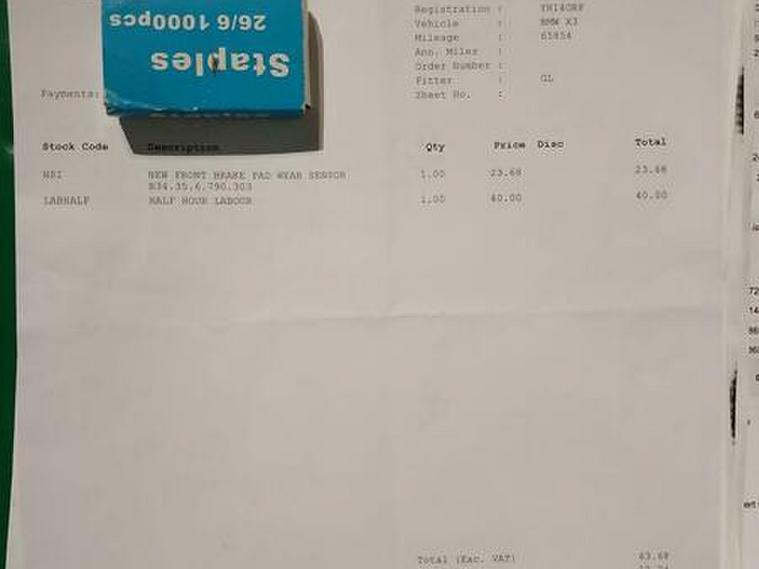 Staples
26/6 1000pcs
Registration : YH14ORF
Vehicle BMW X3
Mileage : 65854
Ann. Miles :
Order Number :
Fitter : GL
Sheet No. :
Payments:
Stock Code Description Qty Price Disc Total
NSI NEW FRONT BRAKE PAD WEAR SENSOR 1.00 23.68 23.68
N34.35.6.790.303
LABHALF HALF HOUR LABOUR 1.00 40.00 40.00
Total (Exc. VAT) 63.68